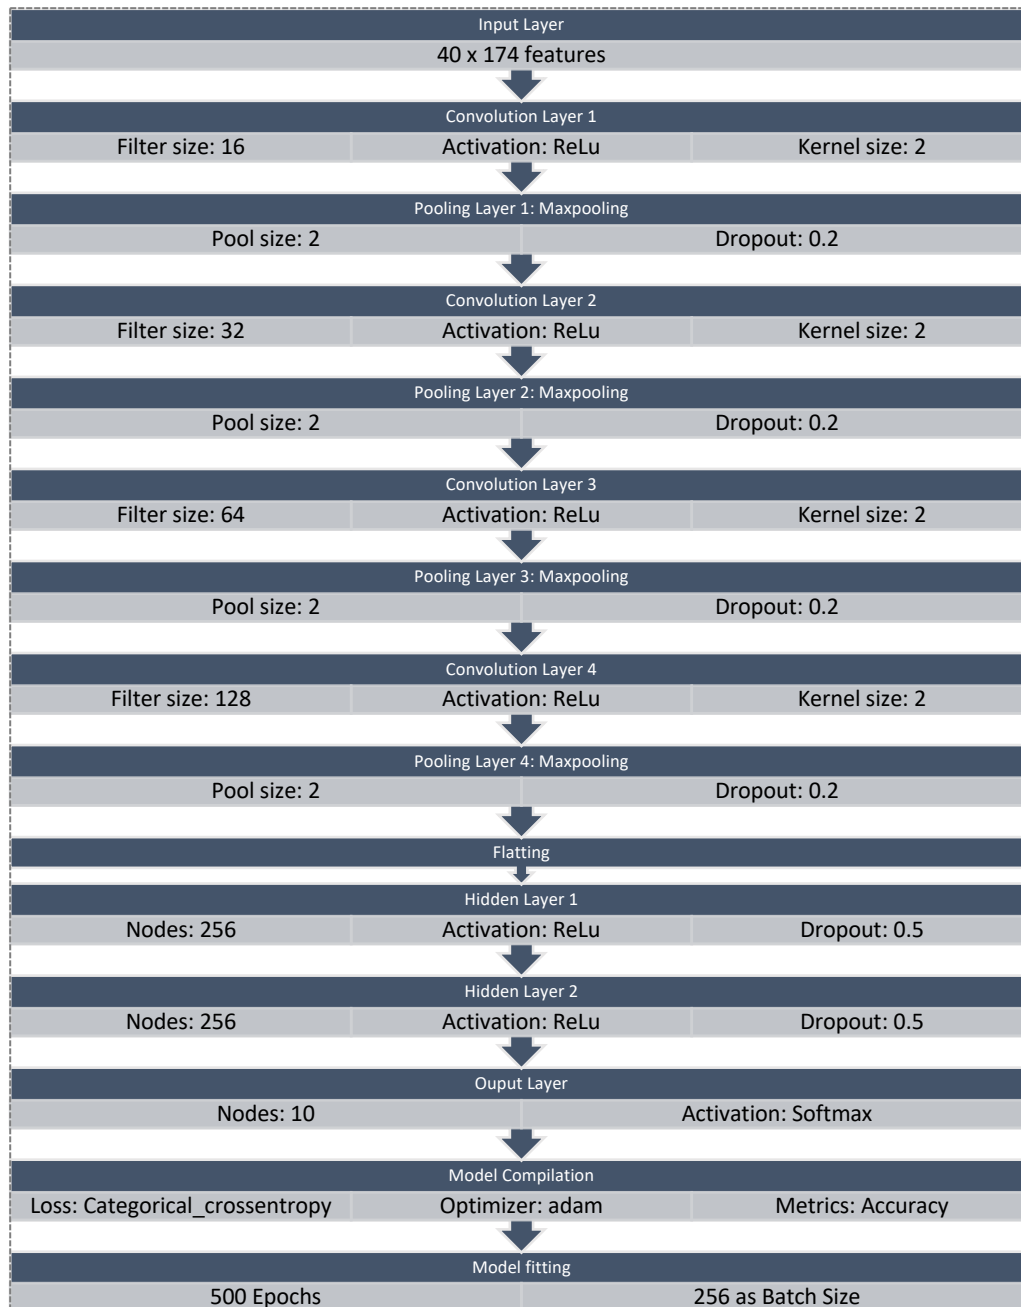 Input Layer
40 x 174 features
Convolution Layer 1
Filter size: 16 Activation: ReLu Kernel size: 2
Pooling Layer 1: Maxpooling
Pool size: 2 Dropout: 0.2
Convolution Layer 2
Filter size: 32 Activation: ReLu Kernel size: 2
Pooling Layer 2: Maxpooling
Pool size: 2 Dropout: 0.2
Convolution Layer 3
Filter size: 64 Activation: ReLu Kernel size: 2
Pooling Layer 3: Maxpooling
Pool size: 2 Dropout: 0.2
Convolution Layer 4
Filter size: 128 Activation: ReLu Kernel size: 2
Pooling Layer 4: Maxpooling
Pool size: 2 Dropout: 0.2
Flatting
Hidden Layer 1
Nodes: 256 Activation: ReLu Dropout: 0.5
Hidden Layer 2
Nodes: 256 Activation: ReLu Dropout: 0.5
Ouput Layer
Nodes: 10 Activation: Softmax
Model Compilation
Loss: Categorical_crossentropy Optimizer: adam Metrics: Accuracy
Model fitting
500 Epochs 256 as Batch Size